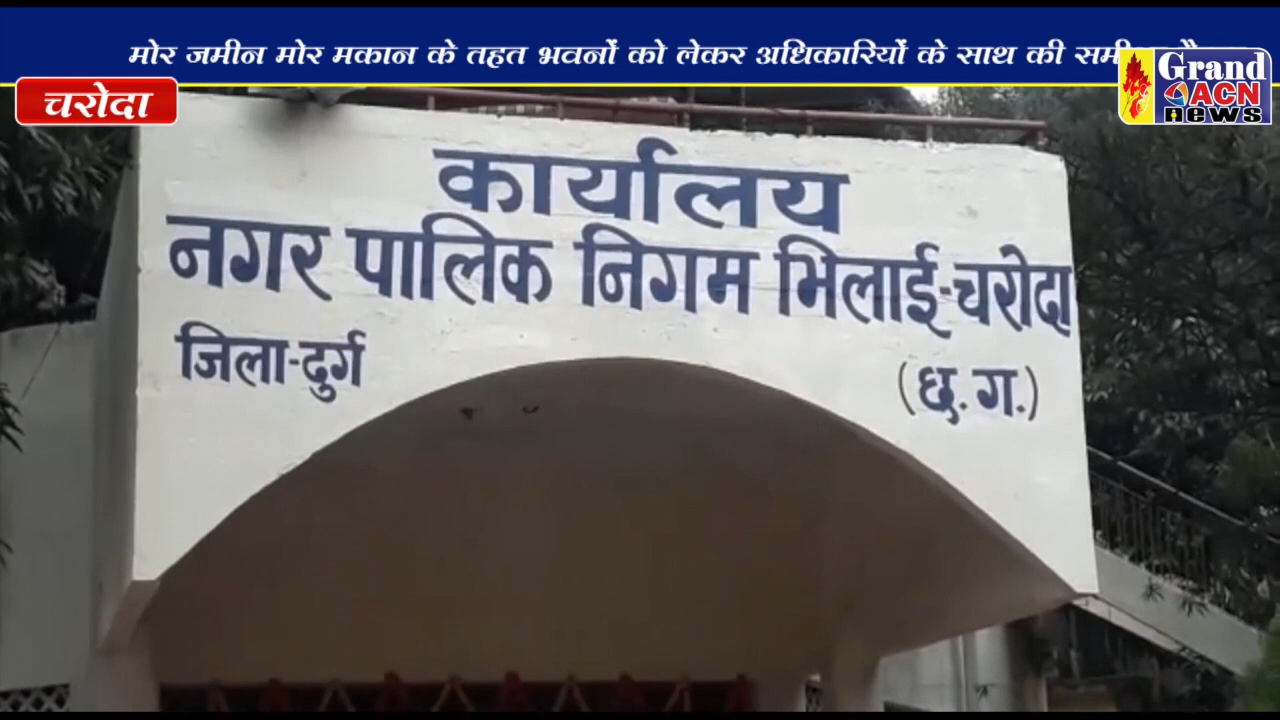 मोर जमीन मोर मकान के तहत भवनों को लेकर अधिकारियों के साथ की
चरोदा
Grand
ACN
news
कार्यालय
नगर पालिक निगम भिलाई-चरोदा
जिला-दुर्ग
(छ.ग.)